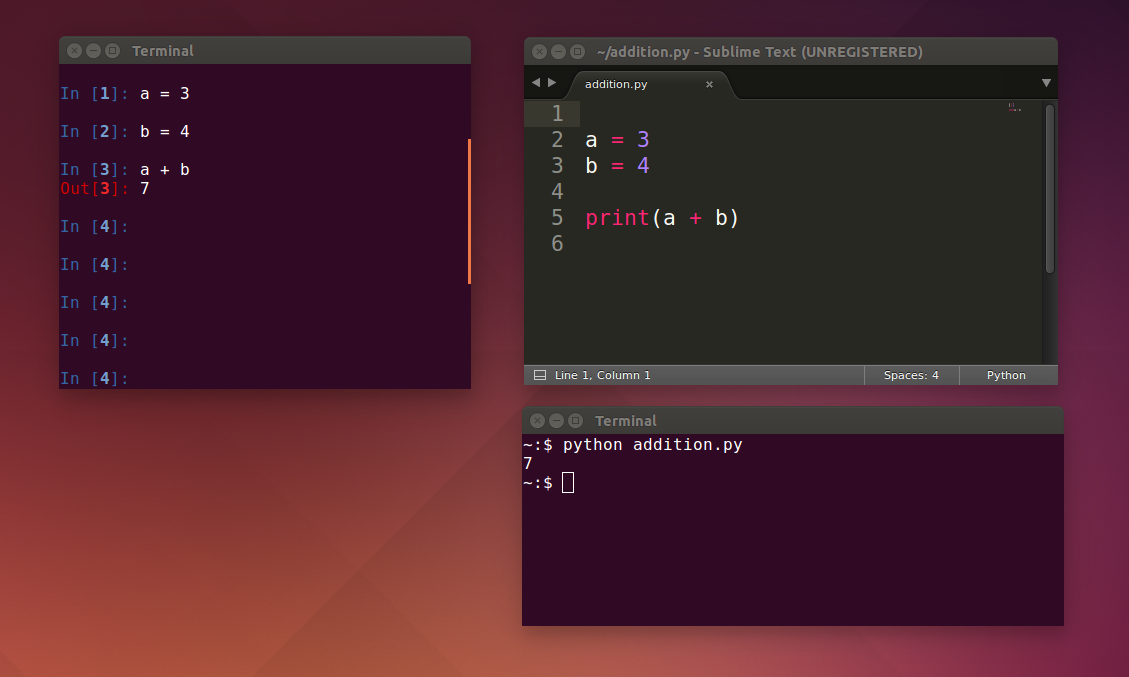 Terminal
In [1]: a = 3
In [2]: b = 4
In [3]: a + b
Out[3]: 7
In [4]:
In [4]:
In [4]:
In [4]:
In [4]:
~/addition.py - Sublime Text (UNREGISTERED)
addition.py
1
2 a = 3
3 b = 4
4
5 print(a + b)
6
Line 1, Column 1 Spaces: 4 Python
Terminal
~:$ python addition.py
7
~:$